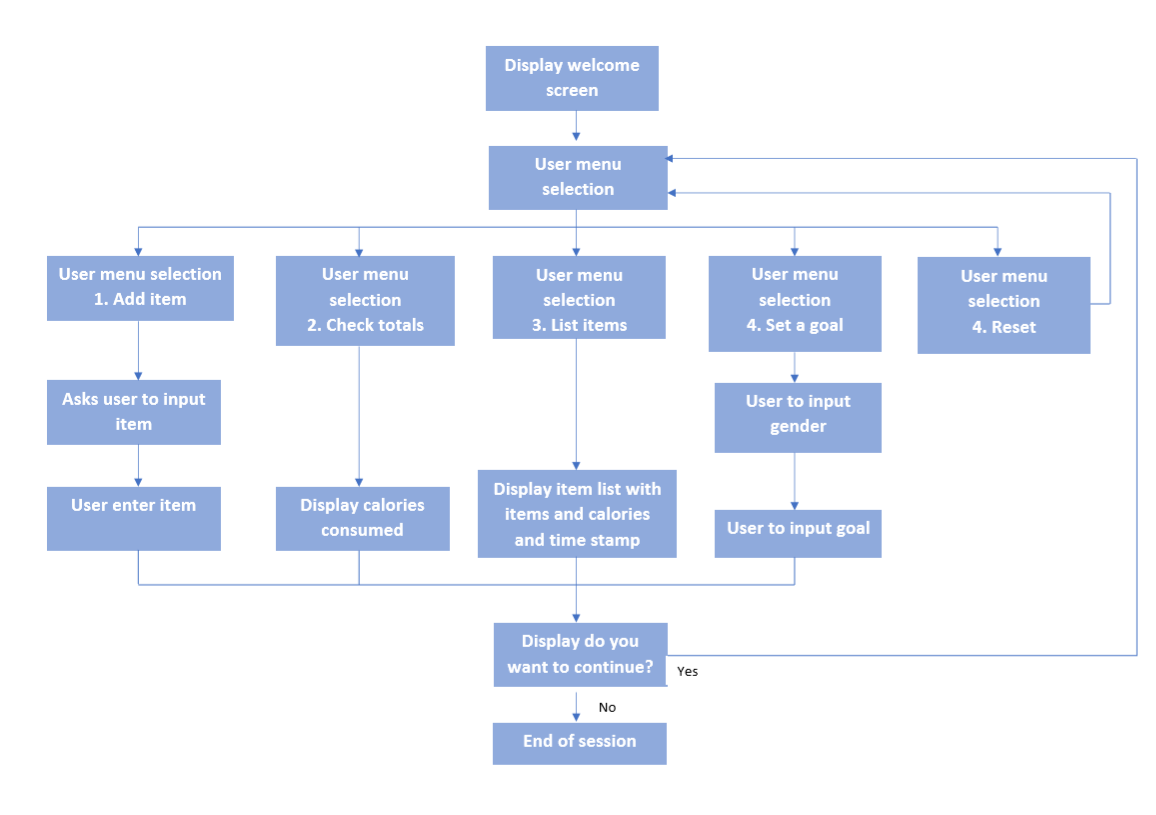 Display welcome
screen
User menu
selection
User menu selection
1. Add item
User menu
selection
2. Check totals
User menu
selection
3. List items
User menu
selection
4. Set a goal
User menu
selection
4. Reset
Asks user to input
item
User to input
gender
User enter item
Display calories
consumed
Display item list with
items and calories
and time stamp
User to input goal
Display do you
want to continue?
Yes
No
End of session